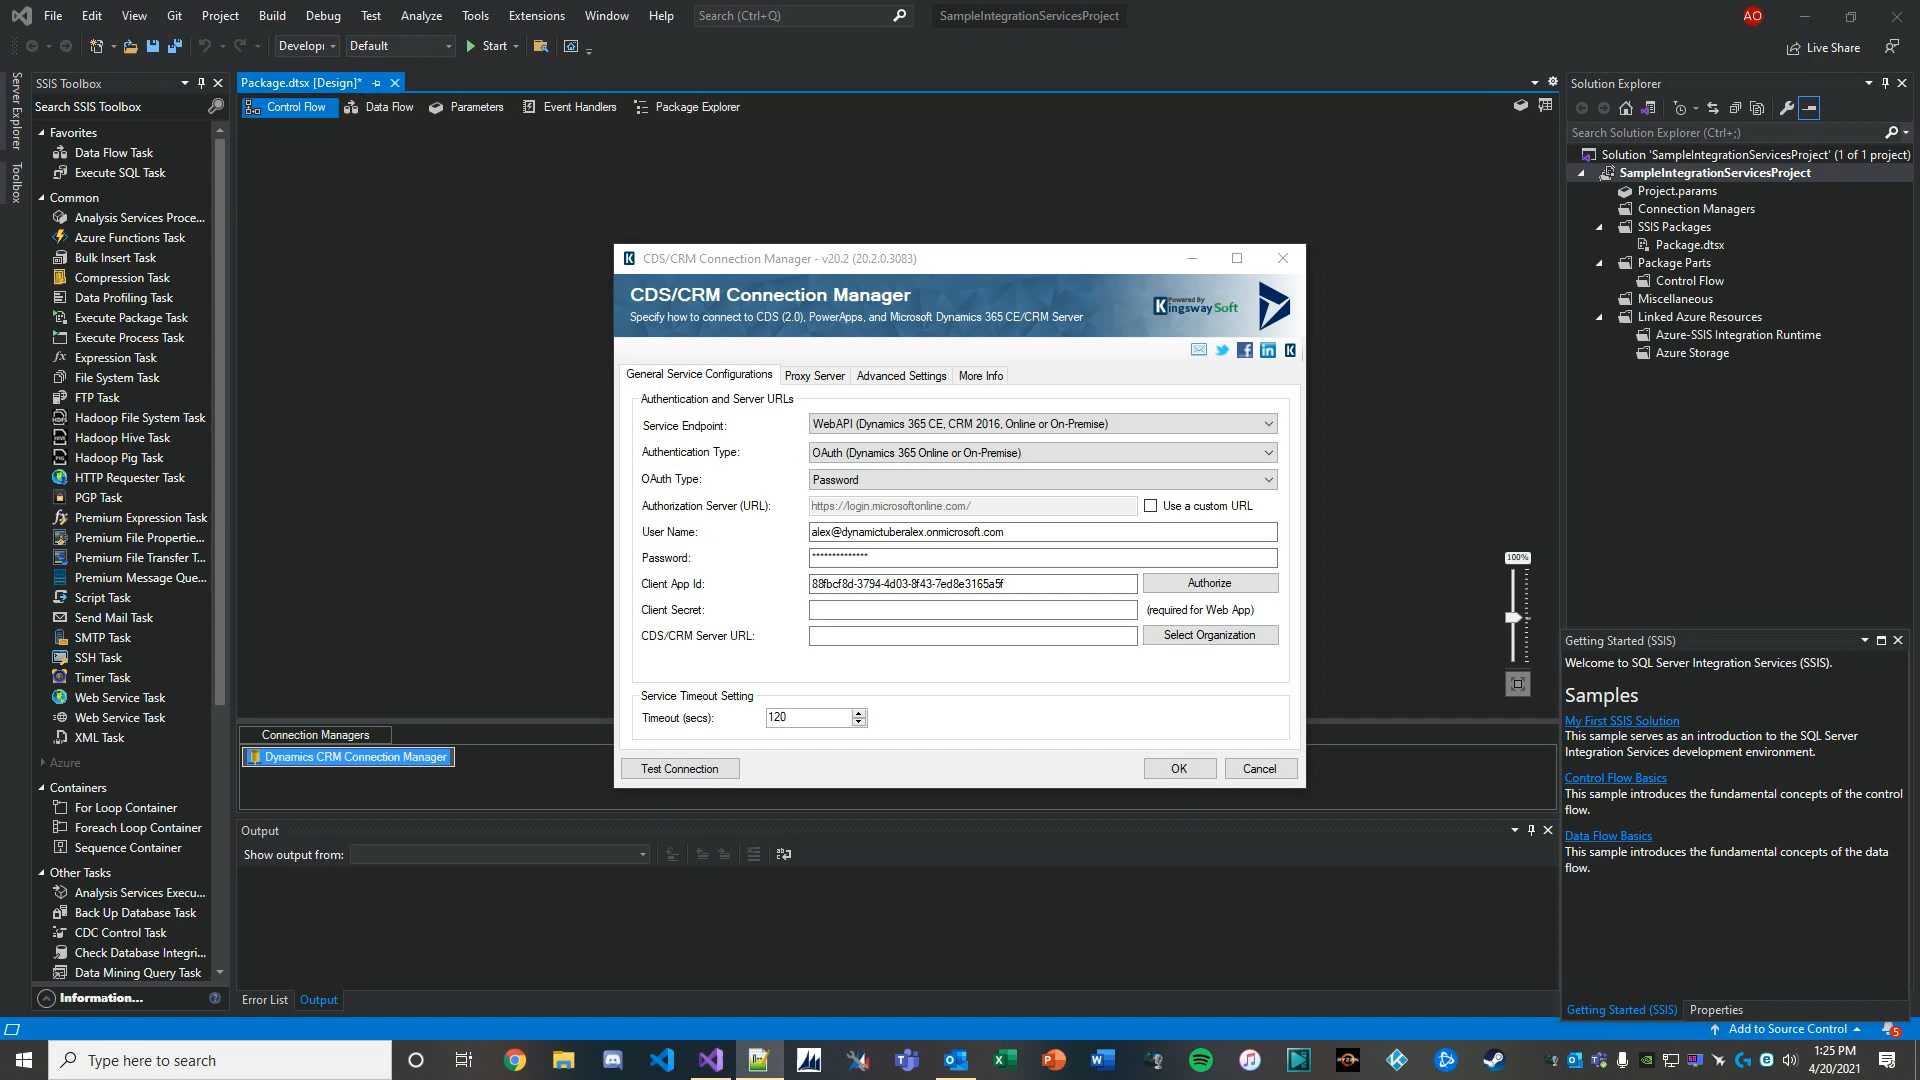 File Edit View Git Project Build Debug Test Analyze Tools Extensions Window Help Search (Ctrl+Q) SampleIntegrationServicesProject AO
Develop Default Start Live Share
Server Explorer
Toolbox
SSIS Toolbox
Search SSIS Toolbox
Favorites
Data Flow Task
Execute SQL Task
Common
Analysis Services Proce...
Azure Functions Task
Bulk Insert Task
Compression Task
Data Profiling Task
Execute Package Task
Execute Process Task
Expression Task
File System Task
FTP Task
Hadoop File System Task
Hadoop Hive Task
Hadoop Pig Task
HTTP Requester Task
PGP Task
Premium Expression Task
Premium File Propertie...
Premium File Transfer T...
Premium Message Que...
Script Task
Send Mail Task
SMTP Task
SSH Task
Timer Task
Web Service Task
Web Service Task
XML Task
Azure
Containers
For Loop Container
Foreach Loop Container
Sequence Container
Other Tasks
Analysis Services Execu...
Back Up Database Task
CDC Control Task
Check Database Integri...
Data Mining Query Task
Information...
Package.dtsx [Design]*
Control Flow Data Flow Parameters Event Handlers Package Explorer
100%
CDS/CRM Connection Manager - v20.2 (20.2.0.3083)
CDS/CRM Connection Manager
Specify how to connect to CDS (2.0), PowerApps, and Microsoft Dynamics 365 CE/CRM Server
Powered By
KingswaySoft
General Service Configurations Proxy Server Advanced Settings More Info
Authentication and Server URLs
Service Endpoint: WebAPI (Dynamics 365 CE, CRM 2016, Online or On-Premise)
Authentication Type: OAuth (Dynamics 365 Online or On-Premise)
OAuth Type: Password
Authorization Server (URL): https://login.microsoftonline.com/ Use a custom URL
User Name: alex@dynamictuberalex.onmicrosoft.com
Password: **************
Client App Id: 88fbcf8d-3794-4d03-8f43-7ed8e3165a5f Authorize
Client Secret: (required for Web App)
CDS/CRM Server URL: Select Organization
Service Timeout Setting
Timeout (secs): 120
Test Connection OK Cancel
Connection Managers
Dynamics CRM Connection Manager
Output
Show output from:
Error List Output
Solution Explorer
Search Solution Explorer (Ctrl+;)
Solution 'SampleIntegrationServicesProject' (1 of 1 project)
SampleIntegrationServicesProject
Project.params
Connection Managers
SSIS Packages
Package.dtsx
Package Parts
Control Flow
Miscellaneous
Linked Azure Resources
Azure-SSIS Integration Runtime
Azure Storage
Getting Started (SSIS)
Welcome to SQL Server Integration Services (SSIS).
Samples
My First SSIS Solution
This sample serves as an introduction to the SQL Server
Integration Services development environment.
Control Flow Basics
This sample introduces the fundamental concepts of the control
flow.
Data Flow Basics
This sample introduces the fundamental concepts of the data
flow.
Getting Started (SSIS) Properties
Add to Source Control 5
Type here to search
1:25 PM
4/20/2021